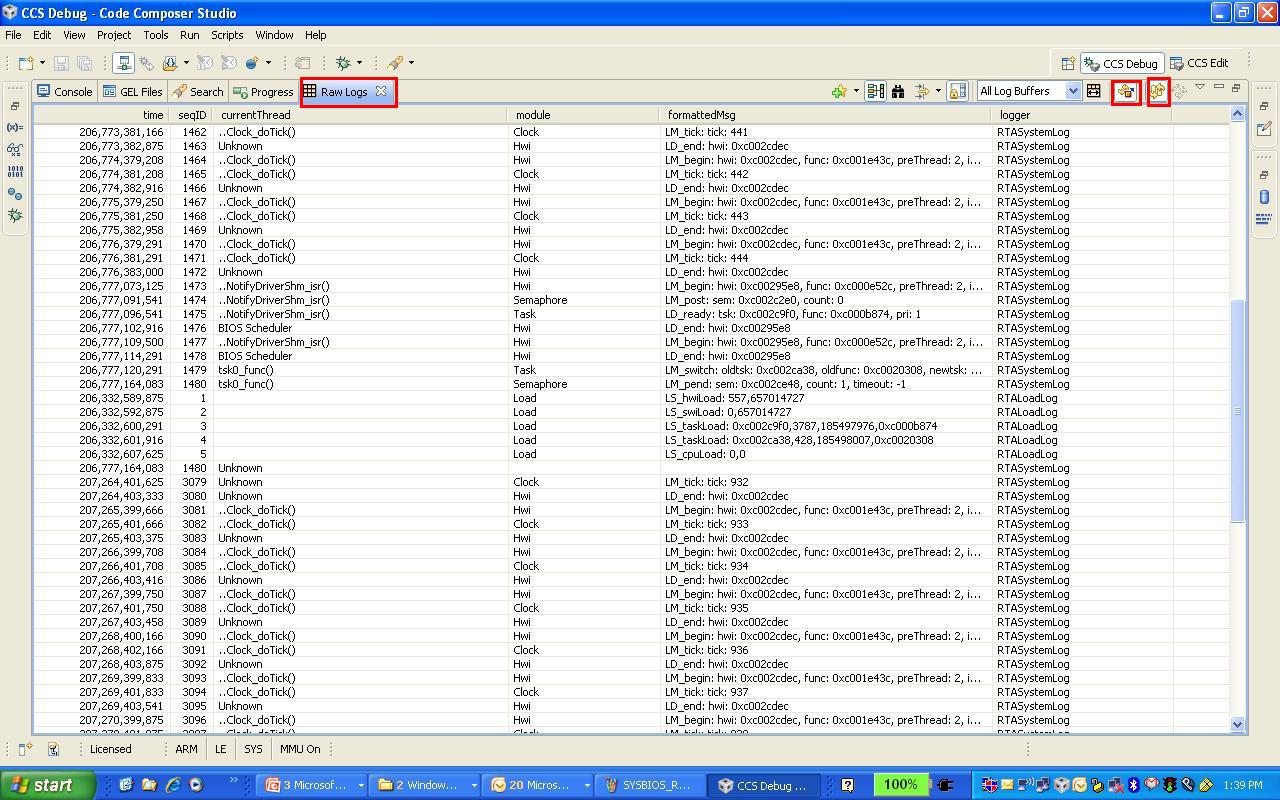 CCS Debug - Code Composer Studio
File Edit View Project Tools Run Scripts Window Help
CCS Debug CCS Edit
Console GEL Files Search Progress Raw Logs All Log Buffers
time seqID currentThread module formattedMsg logger
206,773,381,166 1462 ..Clock_doTick() Clock LM_tick: tick: 441 RTASystemLog
206,773,382,875 1463 Unknown Hwi LD_end: hwi: 0xc002cdec RTASystemLog
206,774,379,208 1464 ..Clock_doTick() Hwi LM_begin: hwi: 0xc002cdec, func: 0xc001e43c, preThread: 2, i... RTASystemLog
206,774,381,208 1465 ..Clock_doTick() Clock LM_tick: tick: 442 RTASystemLog
206,774,382,916 1466 Unknown Hwi LD_end: hwi: 0xc002cdec RTASystemLog
206,775,379,250 1467 ..Clock_doTick() Hwi LM_begin: hwi: 0xc002cdec, func: 0xc001e43c, preThread: 2, i... RTASystemLog
206,775,381,250 1468 ..Clock_doTick() Clock LM_tick: tick: 443 RTASystemLog
206,775,382,958 1469 Unknown Hwi LD_end: hwi: 0xc002cdec RTASystemLog
206,776,379,291 1470 ..Clock_doTick() Hwi LM_begin: hwi: 0xc002cdec, func: 0xc001e43c, preThread: 2, i... RTASystemLog
206,776,381,291 1471 ..Clock_doTick() Clock LM_tick: tick: 444 RTASystemLog
206,776,383,000 1472 Unknown Hwi LD_end: hwi: 0xc002cdec RTASystemLog
206,777,073,125 1473 ..NotifyDriverShm_isr() Hwi LM_begin: hwi: 0xc00295e8, func: 0xc000e52c, preThread: 2, i... RTASystemLog
206,777,091,541 1474 ..NotifyDriverShm_isr() Semaphore LM_post: sem: 0xc002c2e0, count: 0 RTASystemLog
206,777,096,541 1475 ..NotifyDriverShm_isr() Task LD_ready: tsk: 0xc002c9f0, func: 0xc000b874, pri: 1 RTASystemLog
206,777,102,916 1476 BIOS Scheduler Hwi LD_end: hwi: 0xc00295e8 RTASystemLog
206,777,109,500 1477 ..NotifyDriverShm_isr() Hwi LM_begin: hwi: 0xc00295e8, func: 0xc000e52c, preThread: 2, i... RTASystemLog
206,777,114,291 1478 BIOS Scheduler Hwi LD_end: hwi: 0xc00295e8 RTASystemLog
206,777,120,291 1479 tsk0_func() Task LM_switch: oldtsk: 0xc002ca38, oldfunc: 0xc0020308, newtsk: ... RTASystemLog
206,777,164,083 1480 tsk0_func() Semaphore LM_pend: sem: 0xc002ce48, count: 1, timeout: -1 RTASystemLog
206,332,589,875 1 Load LS_hwiLoad: 557,657014727 RTALoadLog
206,332,592,875 2 Load LS_swiLoad: 0,657014727 RTALoadLog
206,332,600,291 3 Load LS_taskLoad: 0xc002c9f0,3787,185497976,0xc000b874 RTALoadLog
206,332,601,916 4 Load LS_taskLoad: 0xc002ca38,428,185498007,0xc0020308 RTALoadLog
206,332,607,625 5 Load LS_cpuLoad: 0,0 RTALoadLog
206,777,164,083 1480 Unknown RTASystemLog
207,264,401,625 3079 Unknown Clock LM_tick: tick: 932 RTASystemLog
207,264,403,333 3080 Unknown Hwi LD_end: hwi: 0xc002cdec RTASystemLog
207,265,399,666 3081 ..Clock_doTick() Hwi LM_begin: hwi: 0xc002cdec, func: 0xc001e43c, preThread: 2, i... RTASystemLog
207,265,401,666 3082 ..Clock_doTick() Clock LM_tick: tick: 933 RTASystemLog
207,265,403,375 3083 Unknown Hwi LD_end: hwi: 0xc002cdec RTASystemLog
207,266,399,708 3084 ..Clock_doTick() Hwi LM_begin: hwi: 0xc002cdec, func: 0xc001e43c, preThread: 2, i... RTASystemLog
207,266,401,708 3085 ..Clock_doTick() Clock LM_tick: tick: 934 RTASystemLog
207,266,403,416 3086 Unknown Hwi LD_end: hwi: 0xc002cdec RTASystemLog
207,267,399,750 3087 ..Clock_doTick() Hwi LM_begin: hwi: 0xc002cdec, func: 0xc001e43c, preThread: 2, i... RTASystemLog
207,267,401,750 3088 ..Clock_doTick() Clock LM_tick: tick: 935 RTASystemLog
207,267,403,458 3089 Unknown Hwi LD_end: hwi: 0xc002cdec RTASystemLog
207,268,400,166 3090 ..Clock_doTick() Hwi LM_begin: hwi: 0xc002cdec, func: 0xc001e43c, preThread: 2, i... RTASystemLog
207,268,402,166 3091 ..Clock_doTick() Clock LM_tick: tick: 936 RTASystemLog
207,268,403,875 3092 Unknown Hwi LD_end: hwi: 0xc002cdec RTASystemLog
207,269,399,833 3093 ..Clock_doTick() Hwi LM_begin: hwi: 0xc002cdec, func: 0xc001e43c, preThread: 2, i... RTASystemLog
207,269,401,833 3094 ..Clock_doTick() Clock LM_tick: tick: 937 RTASystemLog
207,269,403,541 3095 Unknown Hwi LD_end: hwi: 0xc002cdec RTASystemLog
207,270,399,875 3096 ..Clock_doTick() Hwi LM_begin: hwi: 0xc002cdec, func: 0xc001e43c, preThread: 2, i... RTASystemLog
Licensed ARM LE SYS MMU On
start 3 Microsof... 2 Window... 20 Micros... SYSBIOS_R... CCS Debug ... 100% 1:39 PM